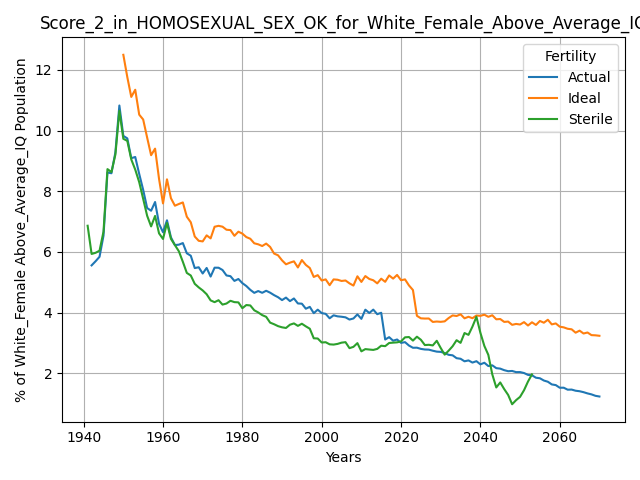 Score_2_in_HOMOSEXUAL_SEX_OK_for_White_Female_Above_Average_IQ
% of White_Female Above_Average_IQ Population
12
10
8
6
4
2
Fertility
Actual
Ideal
Sterile
1940 1960 1980 2000 2020 2040 2060
Years